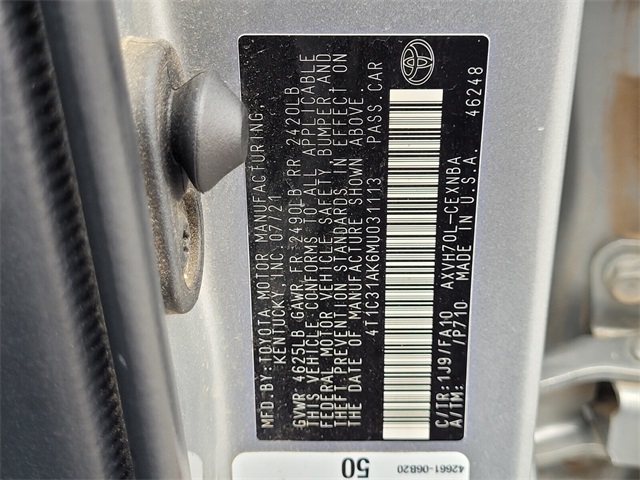 MFD.BY:TOYOTA MOTOR MANUFACTURING,
KENTUCKY,INC.07/21
GVWR 4625LB GAWR FR 2490LB RR 2420LB
THIS VEHICLE CONFORMS TO ALL APPLICABLE
FEDERAL MOTOR VEHICLE SAFETY, BUMPER AND
THEFT PREVENTION STANDARDS IN EFFECT ON
THE DATE OF MANUFACTURE SHOWN ABOVE.
4T1C31AK6MU031113 PASS.CAR
C/TR:1J9/FA10 AXVH70L-CEXNBA
A/TM: /P710 MADE IN U.S.A. 46248
50 42661-06B20